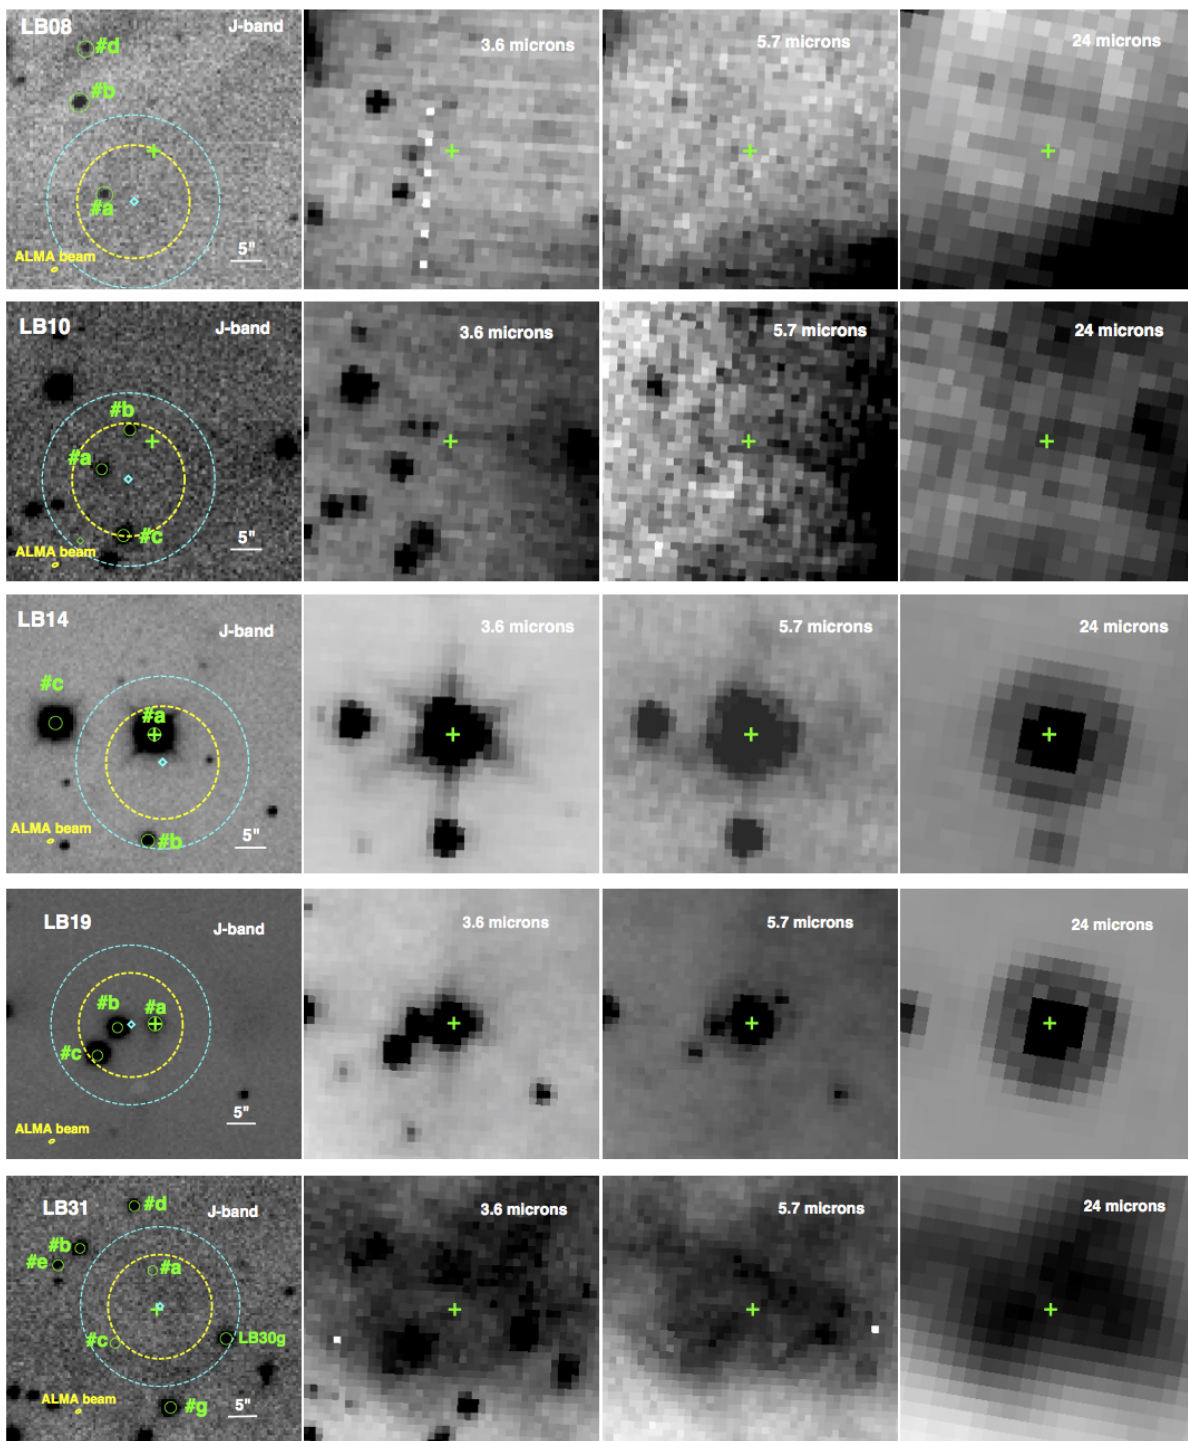 LB08 J-band 3.6 microns 5.7 microns 24 microns
#d
#b
#a
ALMA beam 5"
LB10 J-band 3.6 microns 5.7 microns 24 microns
#b
#a
#c
ALMA beam 5"
LB14 J-band 3.6 microns 5.7 microns 24 microns
#c
#a
#b
ALMA beam 5"
LB19 J-band 3.6 microns 5.7 microns 24 microns
#b #a
#c
ALMA beam 5"
LB31 #d J-band 3.6 microns 5.7 microns 24 microns
#b
#e
#a
#c LB30g
ALMA beam #g 5"